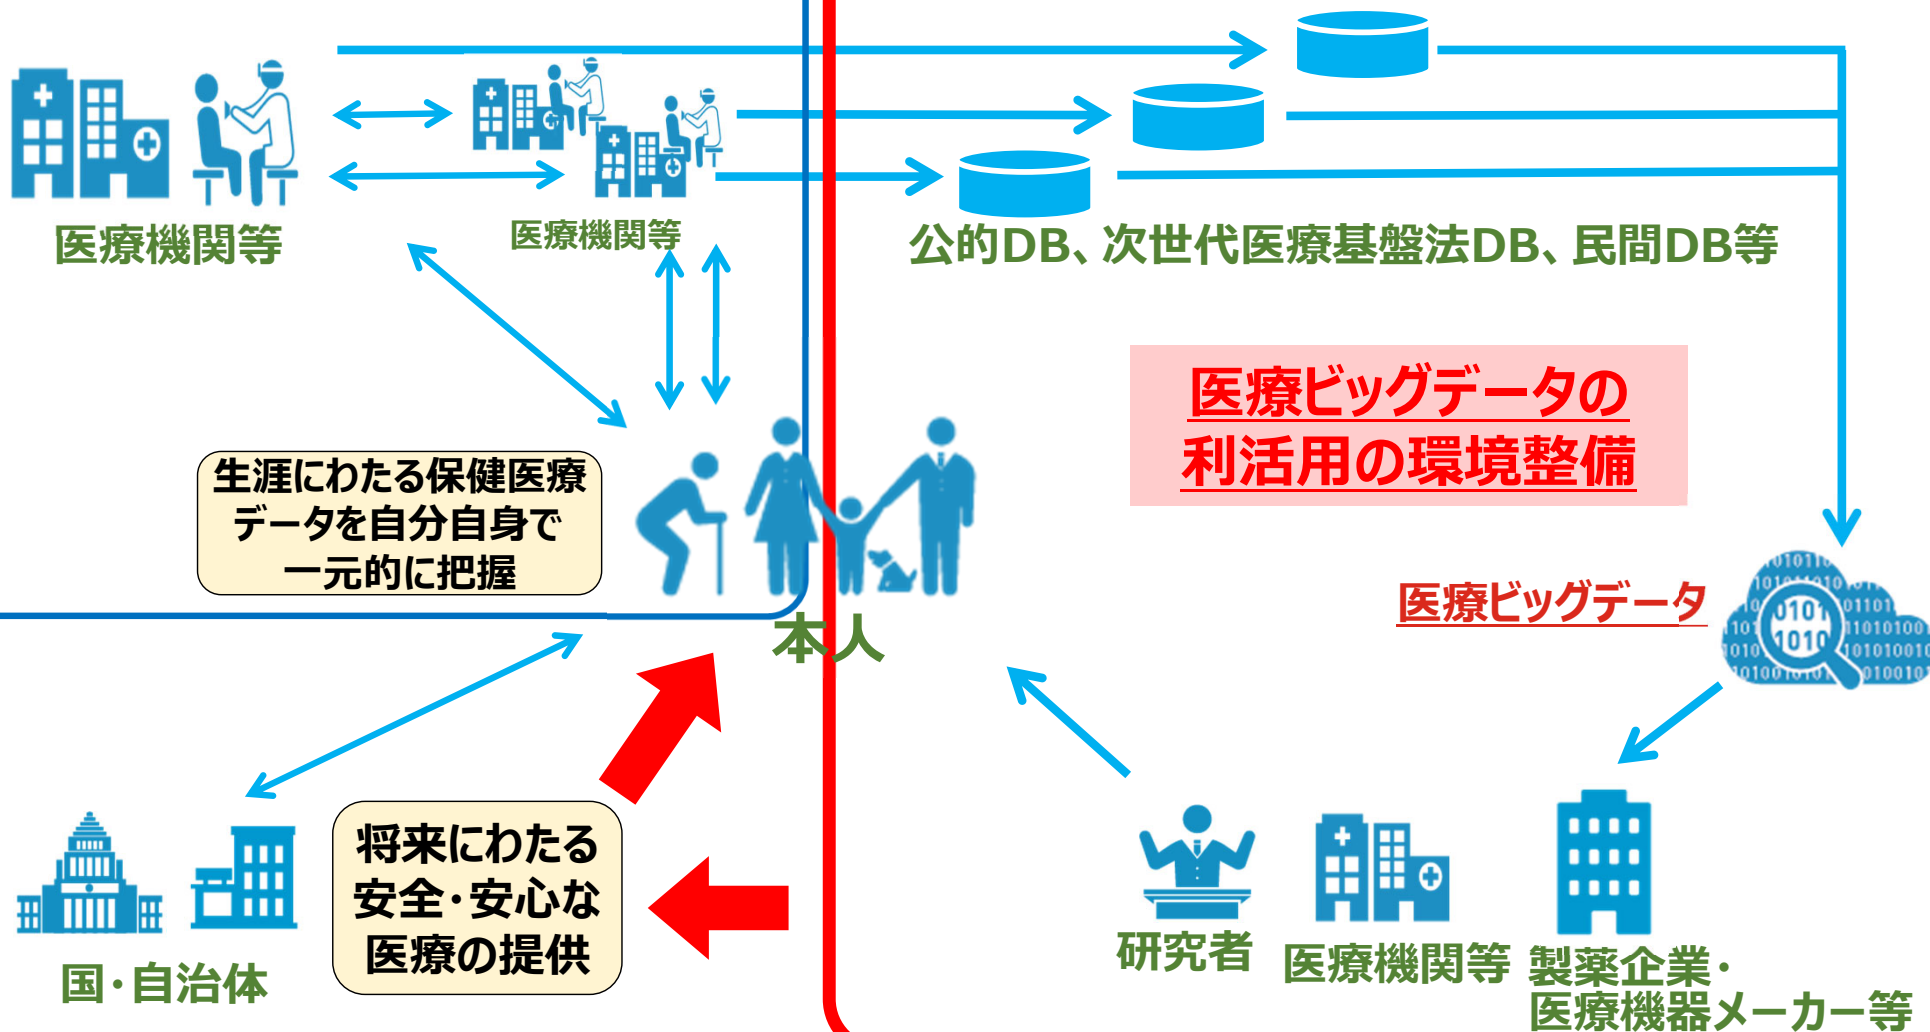 医療機関等
医療機関等
公的DB、次世代医療基盤法DB、民間DB等
医療ビッグデータの
利活用の環境整備
生涯にわたる保健医療
データを自分自身で
一元的に把握
医療ビッグデータ
本人
将来にわたる
安全・安心な
医療の提供
国・自治体
研究者
医療機関等
製薬企業・
医療機器メーカー等